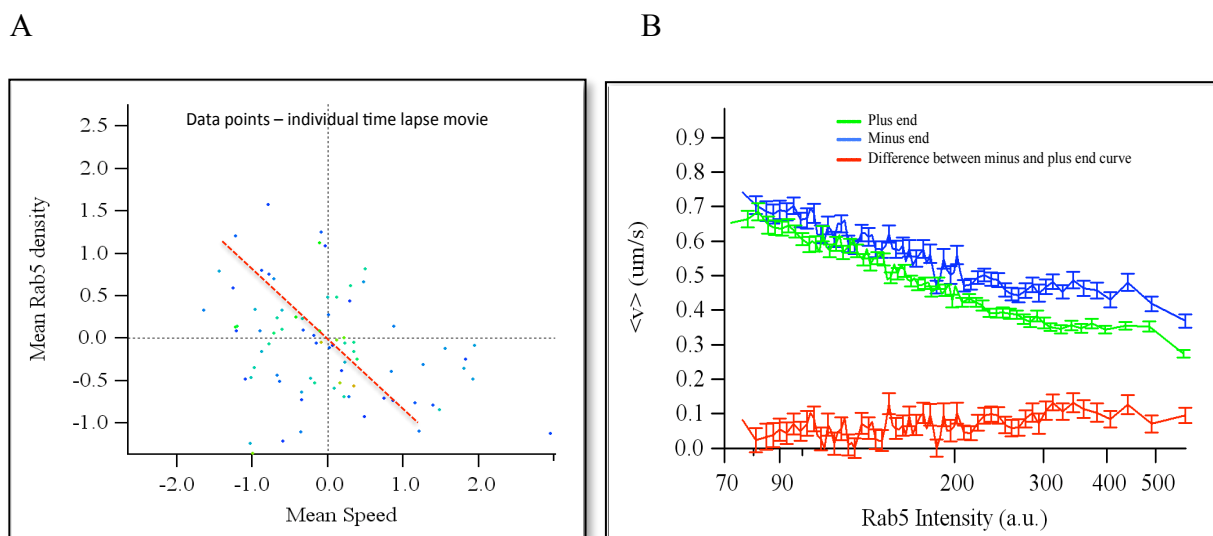 A
B
Data points – individual time lapse movie
Mean Rab5 density
2.5
2.0
1.5
1.0
0.5
0.0
-0.5
-1.0
-2.0 -1.0 0.0 1.0 2.0
Mean Speed
Plus end
Minus end
Difference between minus and plus end curve
<v> (um/s)
0.9
0.8
0.7
0.6
0.5
0.4
0.3
0.2
0.1
0.0
70 90 200 300 400 500
Rab5 Intensity (a.u.)